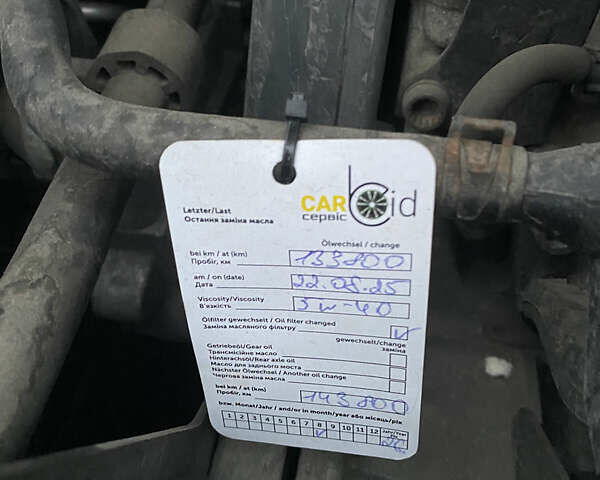 CAR bid
сервіс
Letzter/Last
Остання заміна масла
Ölwechsel / change
bei km / at (km)
Пробіг, км 133800
am / on (date)
Дата 22.08.25
Viscosity/Viscosity
В'язкість 5w-40
Ölfilter gewechselt / Oil filter changed
Заміна масляного фільтру V
gewechselt/change
заміна
Getriebeöl/Gear oil
Трансмісійне масло
Hinterachsöl/Rear axle oil
Масло для заднього моста
Nächster Ölwechsel / Another oil change
Чергова заміна масла
bei km / at (km)
Пробіг, км 143800
bzw. Monat/Jahr / and/or in month/year або місяць/рік
1 2 3 4 5 6 7 8 9 10 11 12 Jahr/Year
V 26